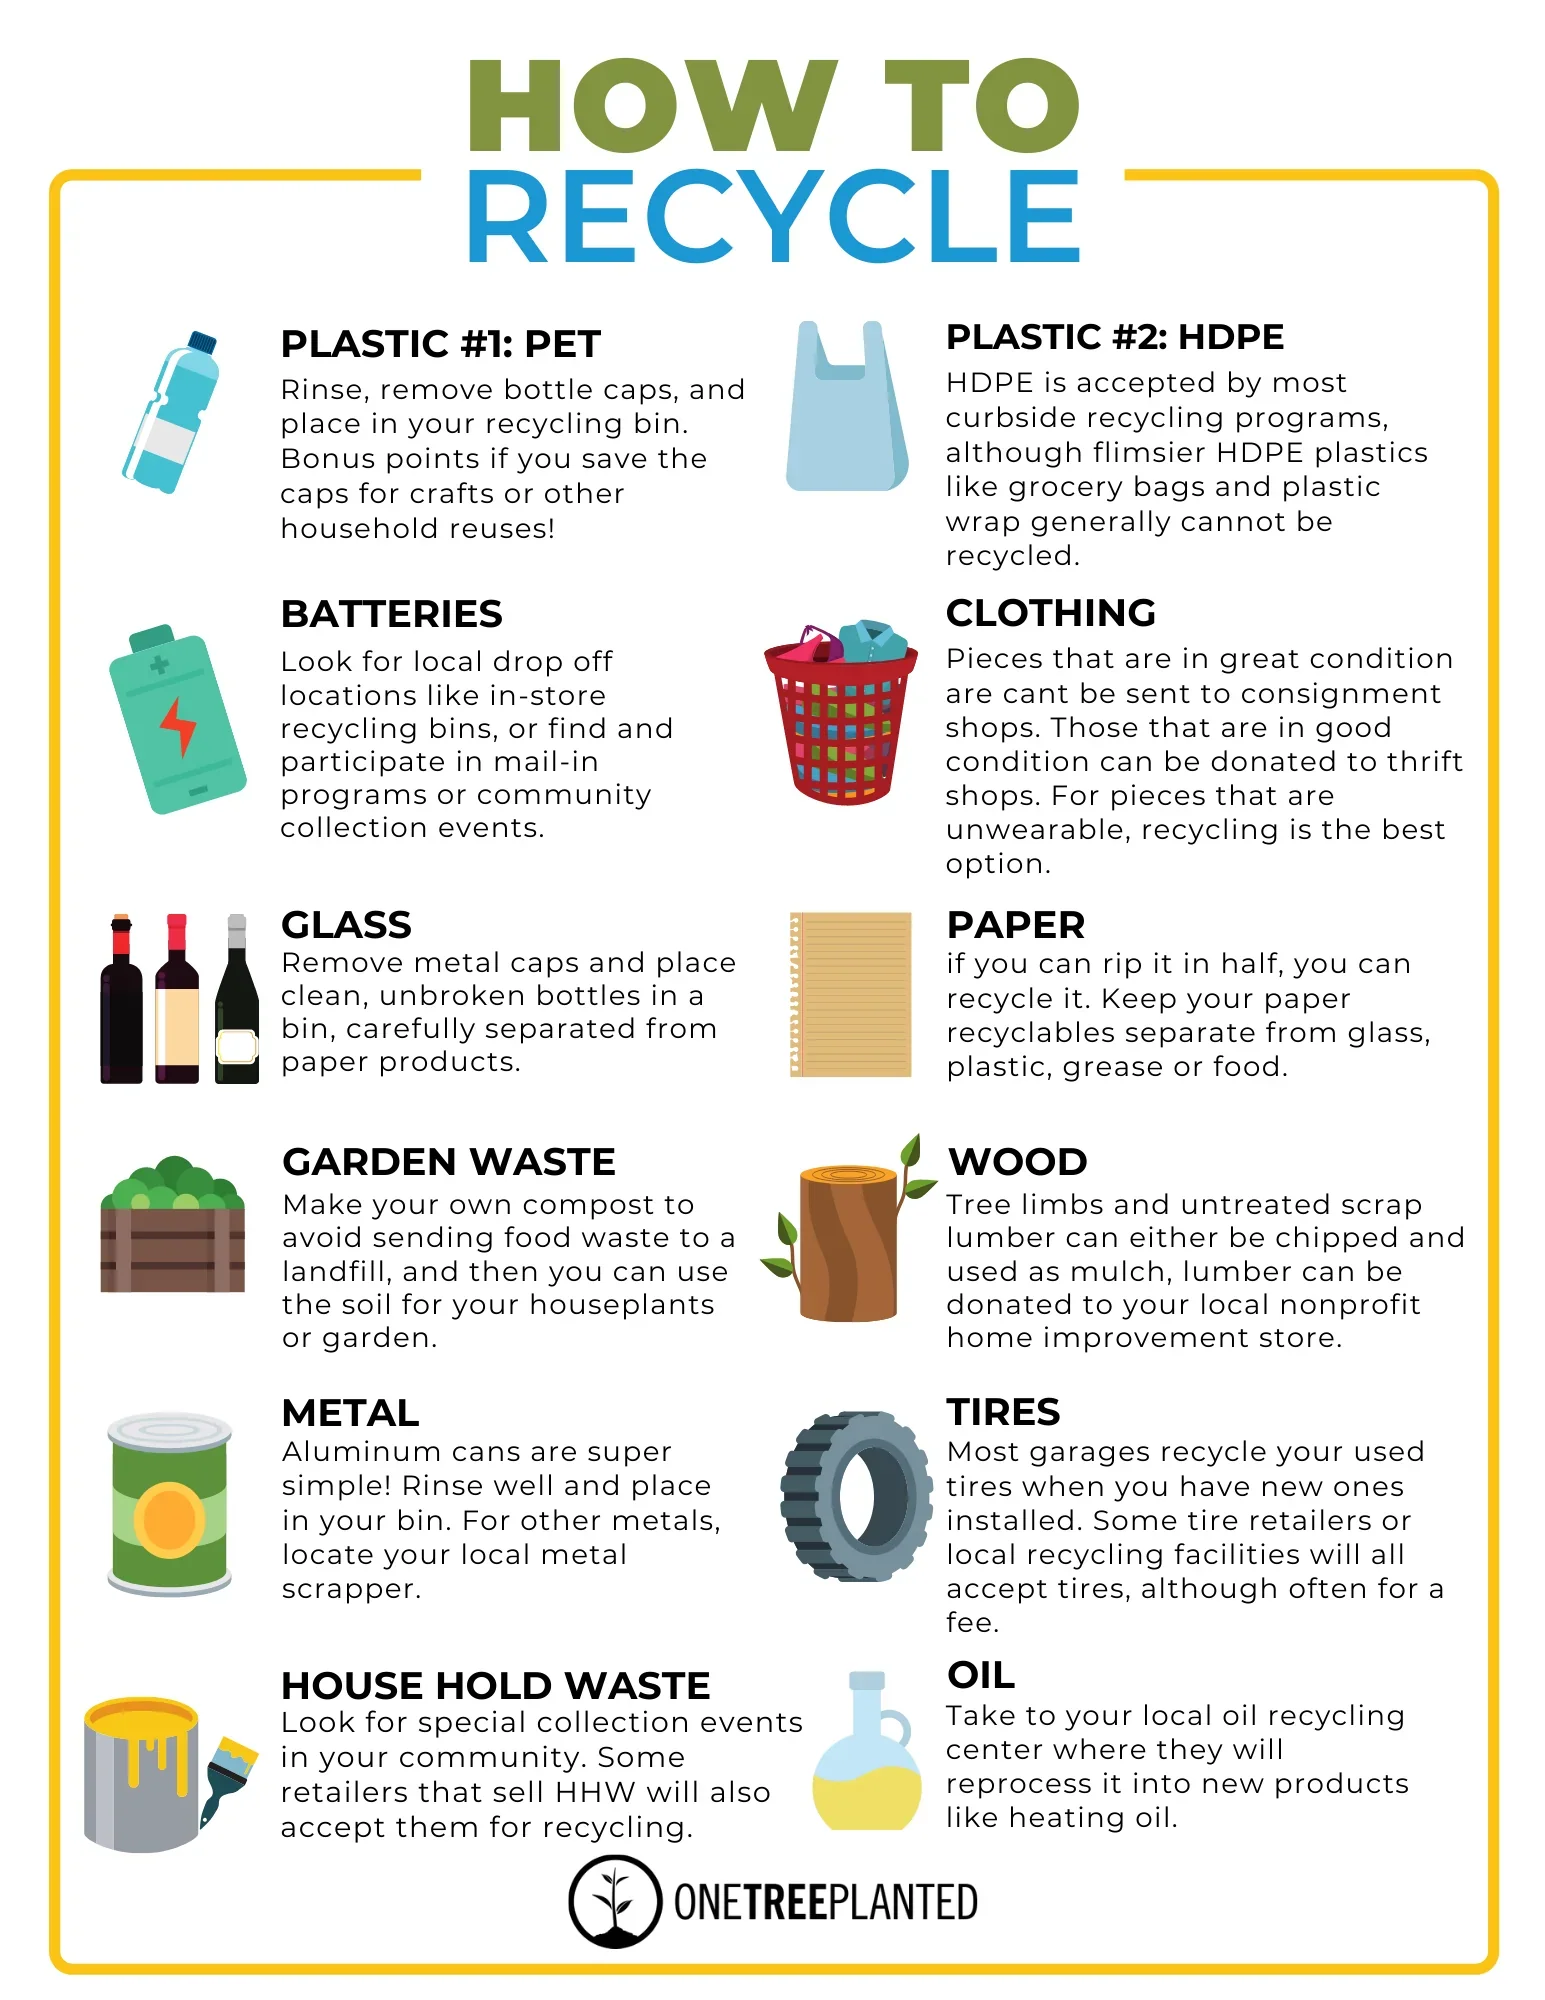 HOW TO
RECYCLE
PLASTIC #1: PET
Rinse, remove bottle caps, and
place in your recycling bin.
Bonus points if you save the
caps for crafts or other
household reuses!
PLASTIC #2: HDPE
HDPE is accepted by most
curbside recycling programs,
although flimsier HDPE plastics
like grocery bags and plastic
wrap generally cannot be
recycled.
BATTERIES
Look for local drop off
locations like in-store
recycling bins, or find and
participate in mail-in
programs or community
collection events.
CLOTHING
Pieces that are in great condition
are cant be sent to consignment
shops. Those that are in good
condition can be donated to thrift
shops. For pieces that are
unwearable, recycling is the best
option.
GLASS
Remove metal caps and place
clean, unbroken bottles in a
bin, carefully separated from
paper products.
PAPER
if you can rip it in half, you can
recycle it. Keep your paper
recyclables separate from glass,
plastic, grease or food.
GARDEN WASTE
Make your own compost to
avoid sending food waste to a
landfill, and then you can use
the soil for your houseplants
or garden.
WOOD
Tree limbs and untreated scrap
lumber can either be chipped and
used as mulch, lumber can be
donated to your local nonprofit
home improvement store.
METAL
Aluminum cans are super
simple! Rinse well and place
in your bin. For other metals,
locate your local metal
scrapper.
TIRES
Most garages recycle your used
tires when you have new ones
installed. Some tire retailers or
local recycling facilities will all
accept tires, although often for a
fee.
HOUSE HOLD WASTE
Look for special collection events
in your community. Some
retailers that sell HHW will also
accept them for recycling.
OIL
Take to your local oil recycling
center where they will
reprocess it into new products
like heating oil.
ONETREEPLANTED